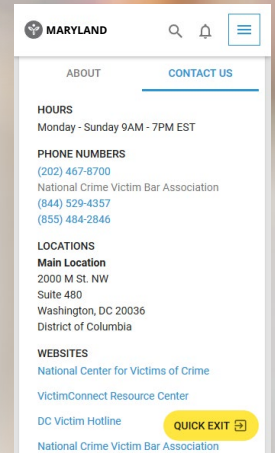 MARYLAND
ABOUT
CONTACT US
HOURS
Monday - Sunday 9AM - 7PM EST
PHONE NUMBERS
(202) 467-8700
National Crime Victim Bar Association
(844) 529-4357
(855) 484-2846
LOCATIONS
Main Location
2000 M St. NW
Suite 480
Washington, DC 20036
District of Columbia
WEBSITES
National Center for Victims of Crime
VictimConnect Resource Center
DC Victim Hotline
QUICK EXIT
National Crime Victim Bar Association